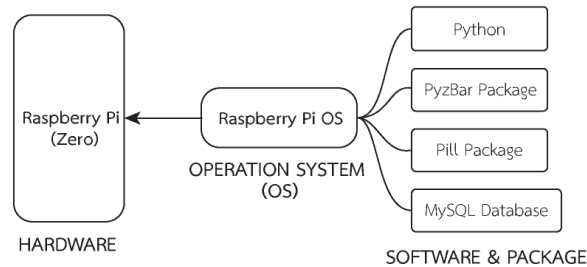 Raspberry Pi
(Zero)
HARDWARE
Raspberry Pi OS
OPERATION SYSTEM
(OS)
Python
PyzBar Package
Pill Package
MySQL Database
SOFTWARE & PACKAGE